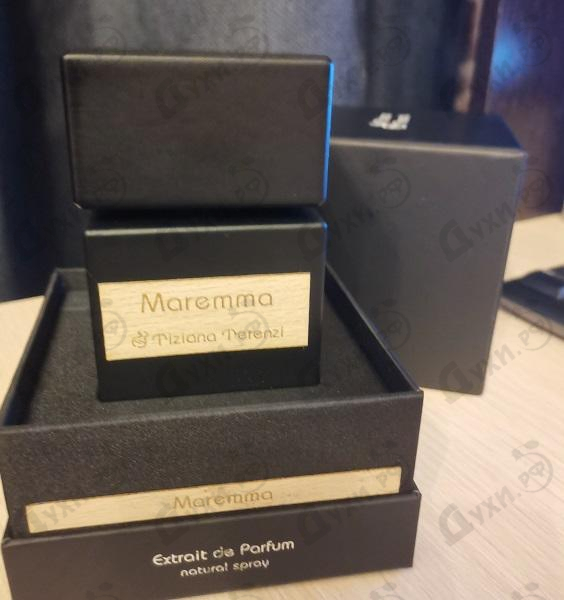 Maremma
Tiziana Terenzi
Maremma
Extrait de Parfum
natural spray
Духи.рф